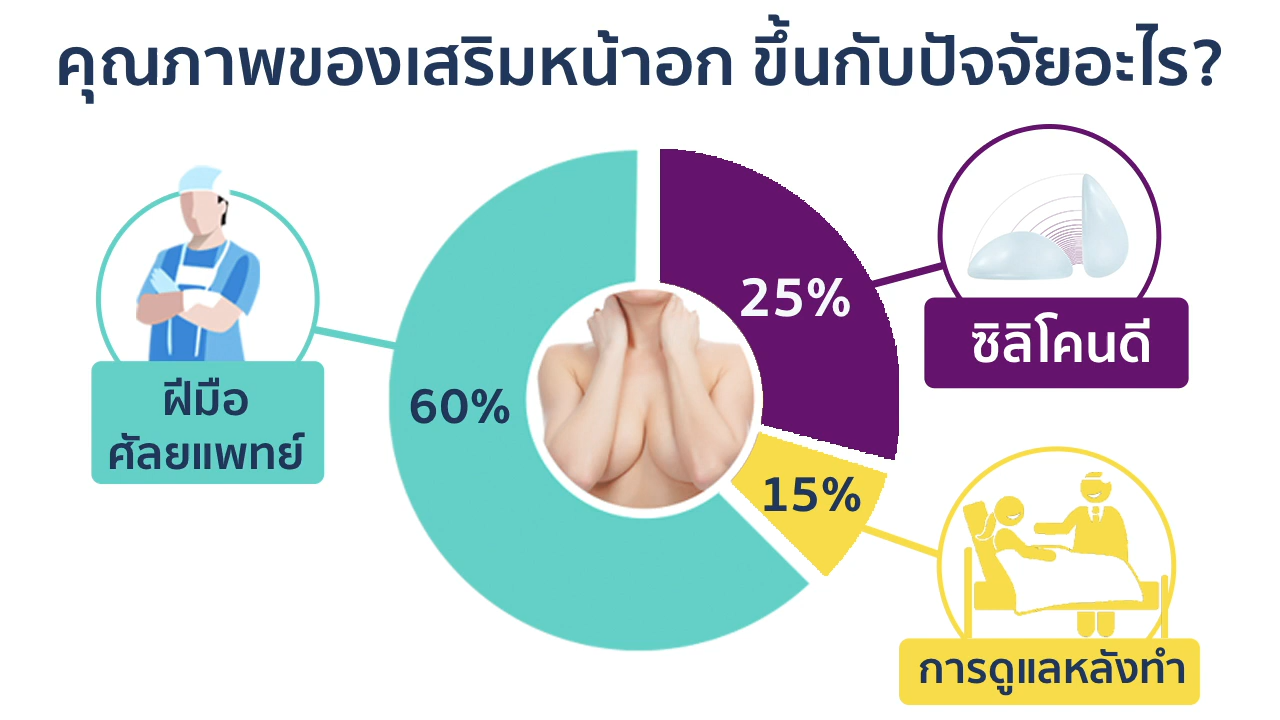 คุณภาพของเสริมหน้าอก ขึ้นกับปัจจัยอะไร?
25%
ซิลิโคนดี
60%
ฝีมือ
ศัลยแพทย์
15%
การดูแลหลังทำ